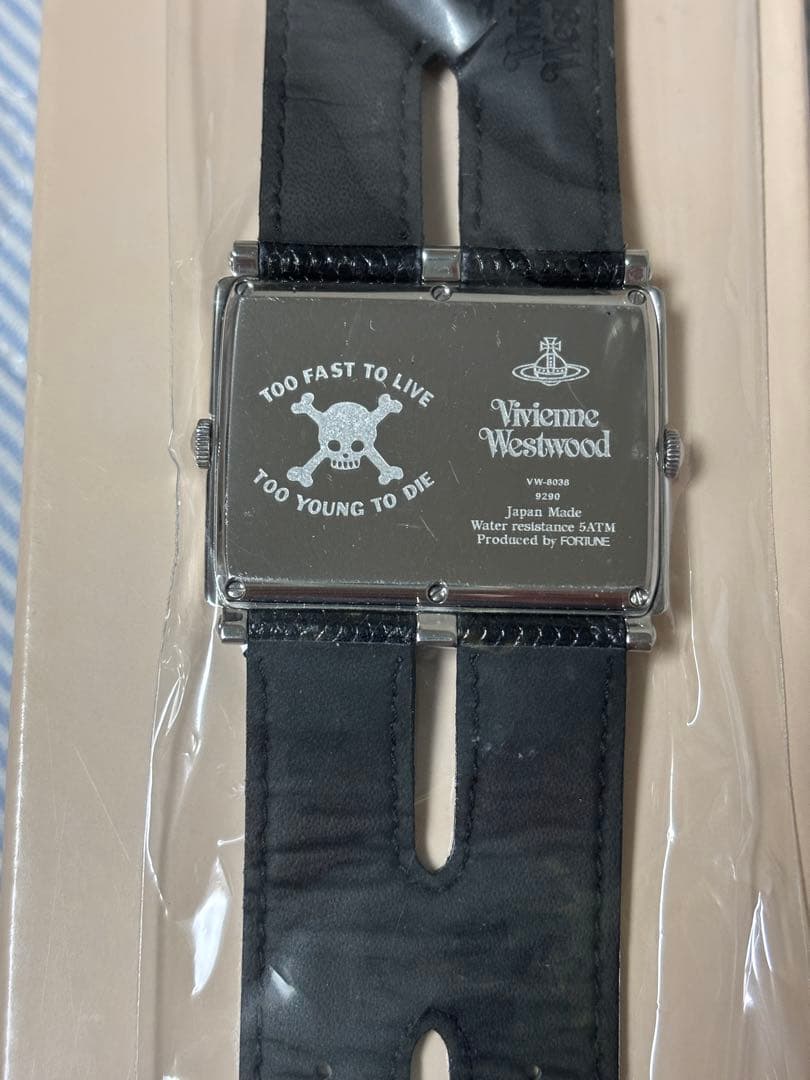 TOO FAST TO LIVE
TOO YOUNG TO DIE
Vivienne
Westwood
VW-8036
9290
Japan Made
Water resistance 5ATM
Produced by FORTUNE